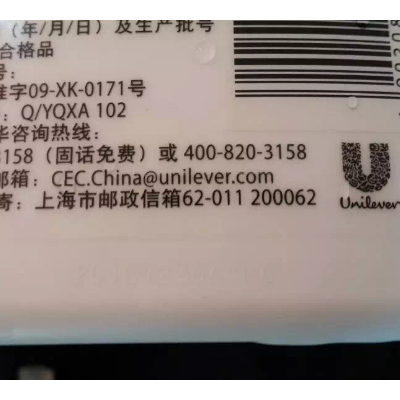 (年/月/日) 及生产批号
合格品
号:
准字09-XK-0171号
: Q/YQXA 102
华咨询热线:
3158 (固话免费) 或 400-820-3158
邮箱: CEC.China@unilever.com
寄: 上海市邮政信箱62-011 200062
Unilever